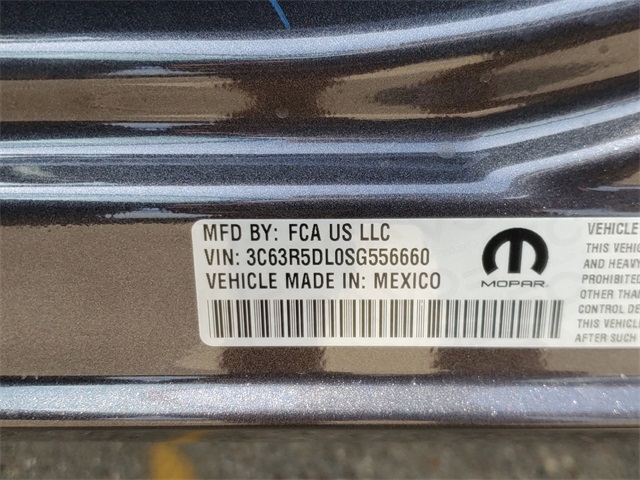 MFD BY: FCA US LLC
VIN: 3C63R5DL0SG556660
VEHICLE MADE IN: MEXICO
MOPAR
VEHICLE
THIS VEHIC
AND HEAVY
PROHIBITED
OTHER THAN
CONTROL DE
THIS VEHICL
AFTER SUCH